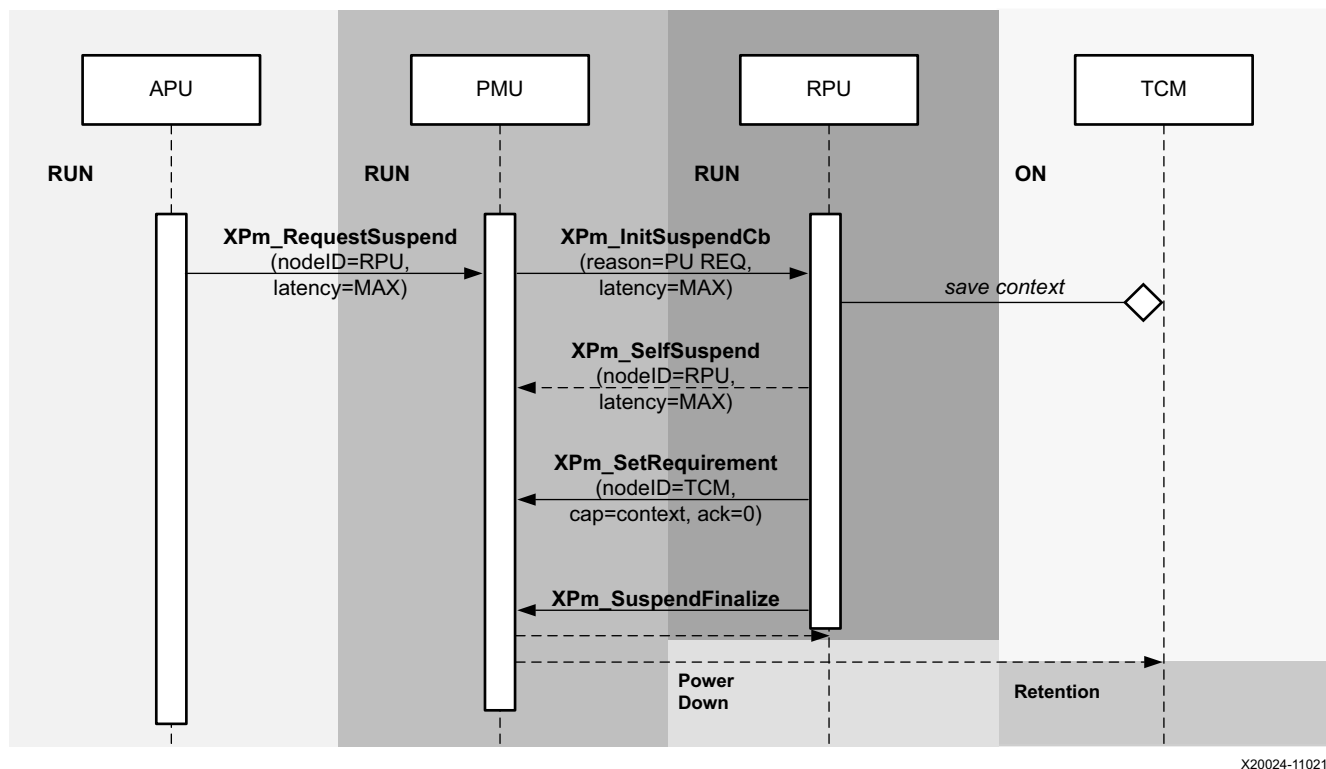 APU
PMU
RPU
TCM
RUN
RUN
RUN
ON
XPm_RequestSuspend
(nodeID=RPU,
latency=MAX)
XPm_InitSuspendCb
(reason=PU REQ,
latency=MAX)
save context
XPm_SelfSuspend
(nodeID=RPU,
latency=MAX)
XPm_SetRequirement
(nodeID=TCM,
cap=context, ack=0)
XPm_SuspendFinalize
Power
Down
Retention
X20024-11021